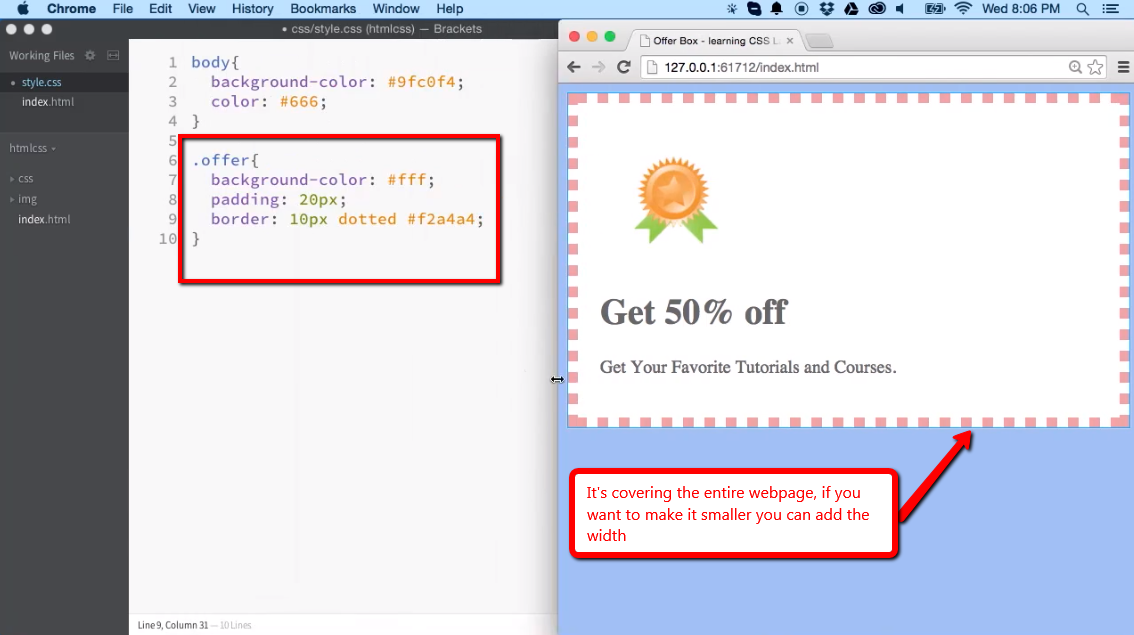 Chrome File Edit View History Bookmarks Window Help Wed 8:06 PM
• css/style.css (htmlcss) — Brackets
Working Files
• style.css
index.html
htmlcss
css
img
index.html
1 body{
2 background-color: #9fc0f4;
3 color: #666;
4 }
5
6 .offer{
7 background-color: #fff;
8 padding: 20px;
9 border: 10px dotted #f2a4a4;
10 }
Line 9, Column 31 — 10 Lines
Offer Box - learning CSS L
127.0.0.1:61712/index.html
Get 50% off
Get Your Favorite Tutorials and Courses.
It's covering the entire webpage, if you
want to make it smaller you can add the
width